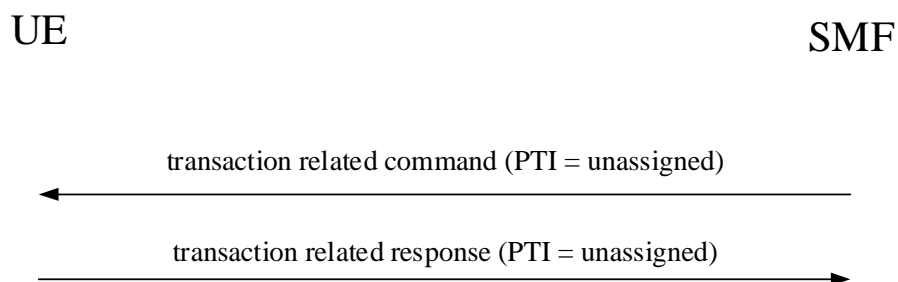 UE
SMF
transaction related command (PTI = unassigned)
transaction related response (PTI = unassigned)